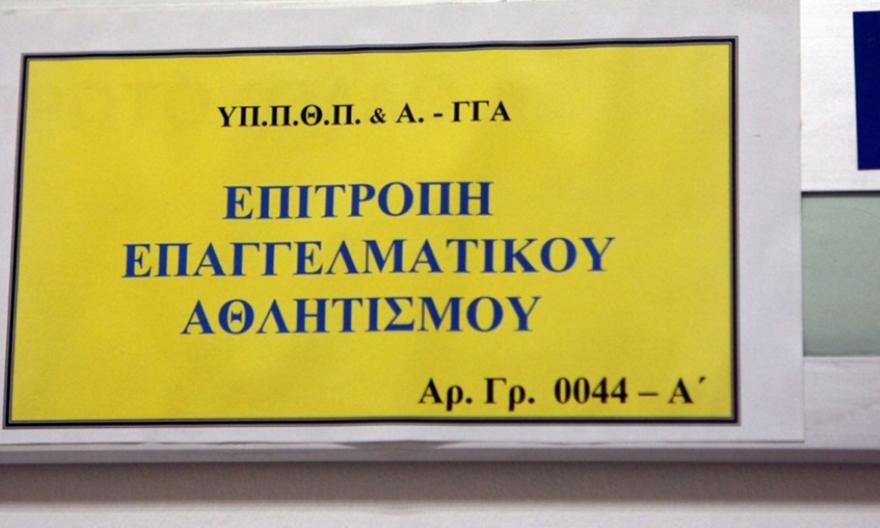 ΥΠ.Π.Θ.Π. & Α. - ΓΓΑ
ΕΠΙΤΡΟΠΗ
ΕΠΑΓΓΕΛΜΑΤΙΚΟΥ
ΑΘΛΗΤΙΣΜΟΥ
Αρ. Γρ. 0044 – Α΄